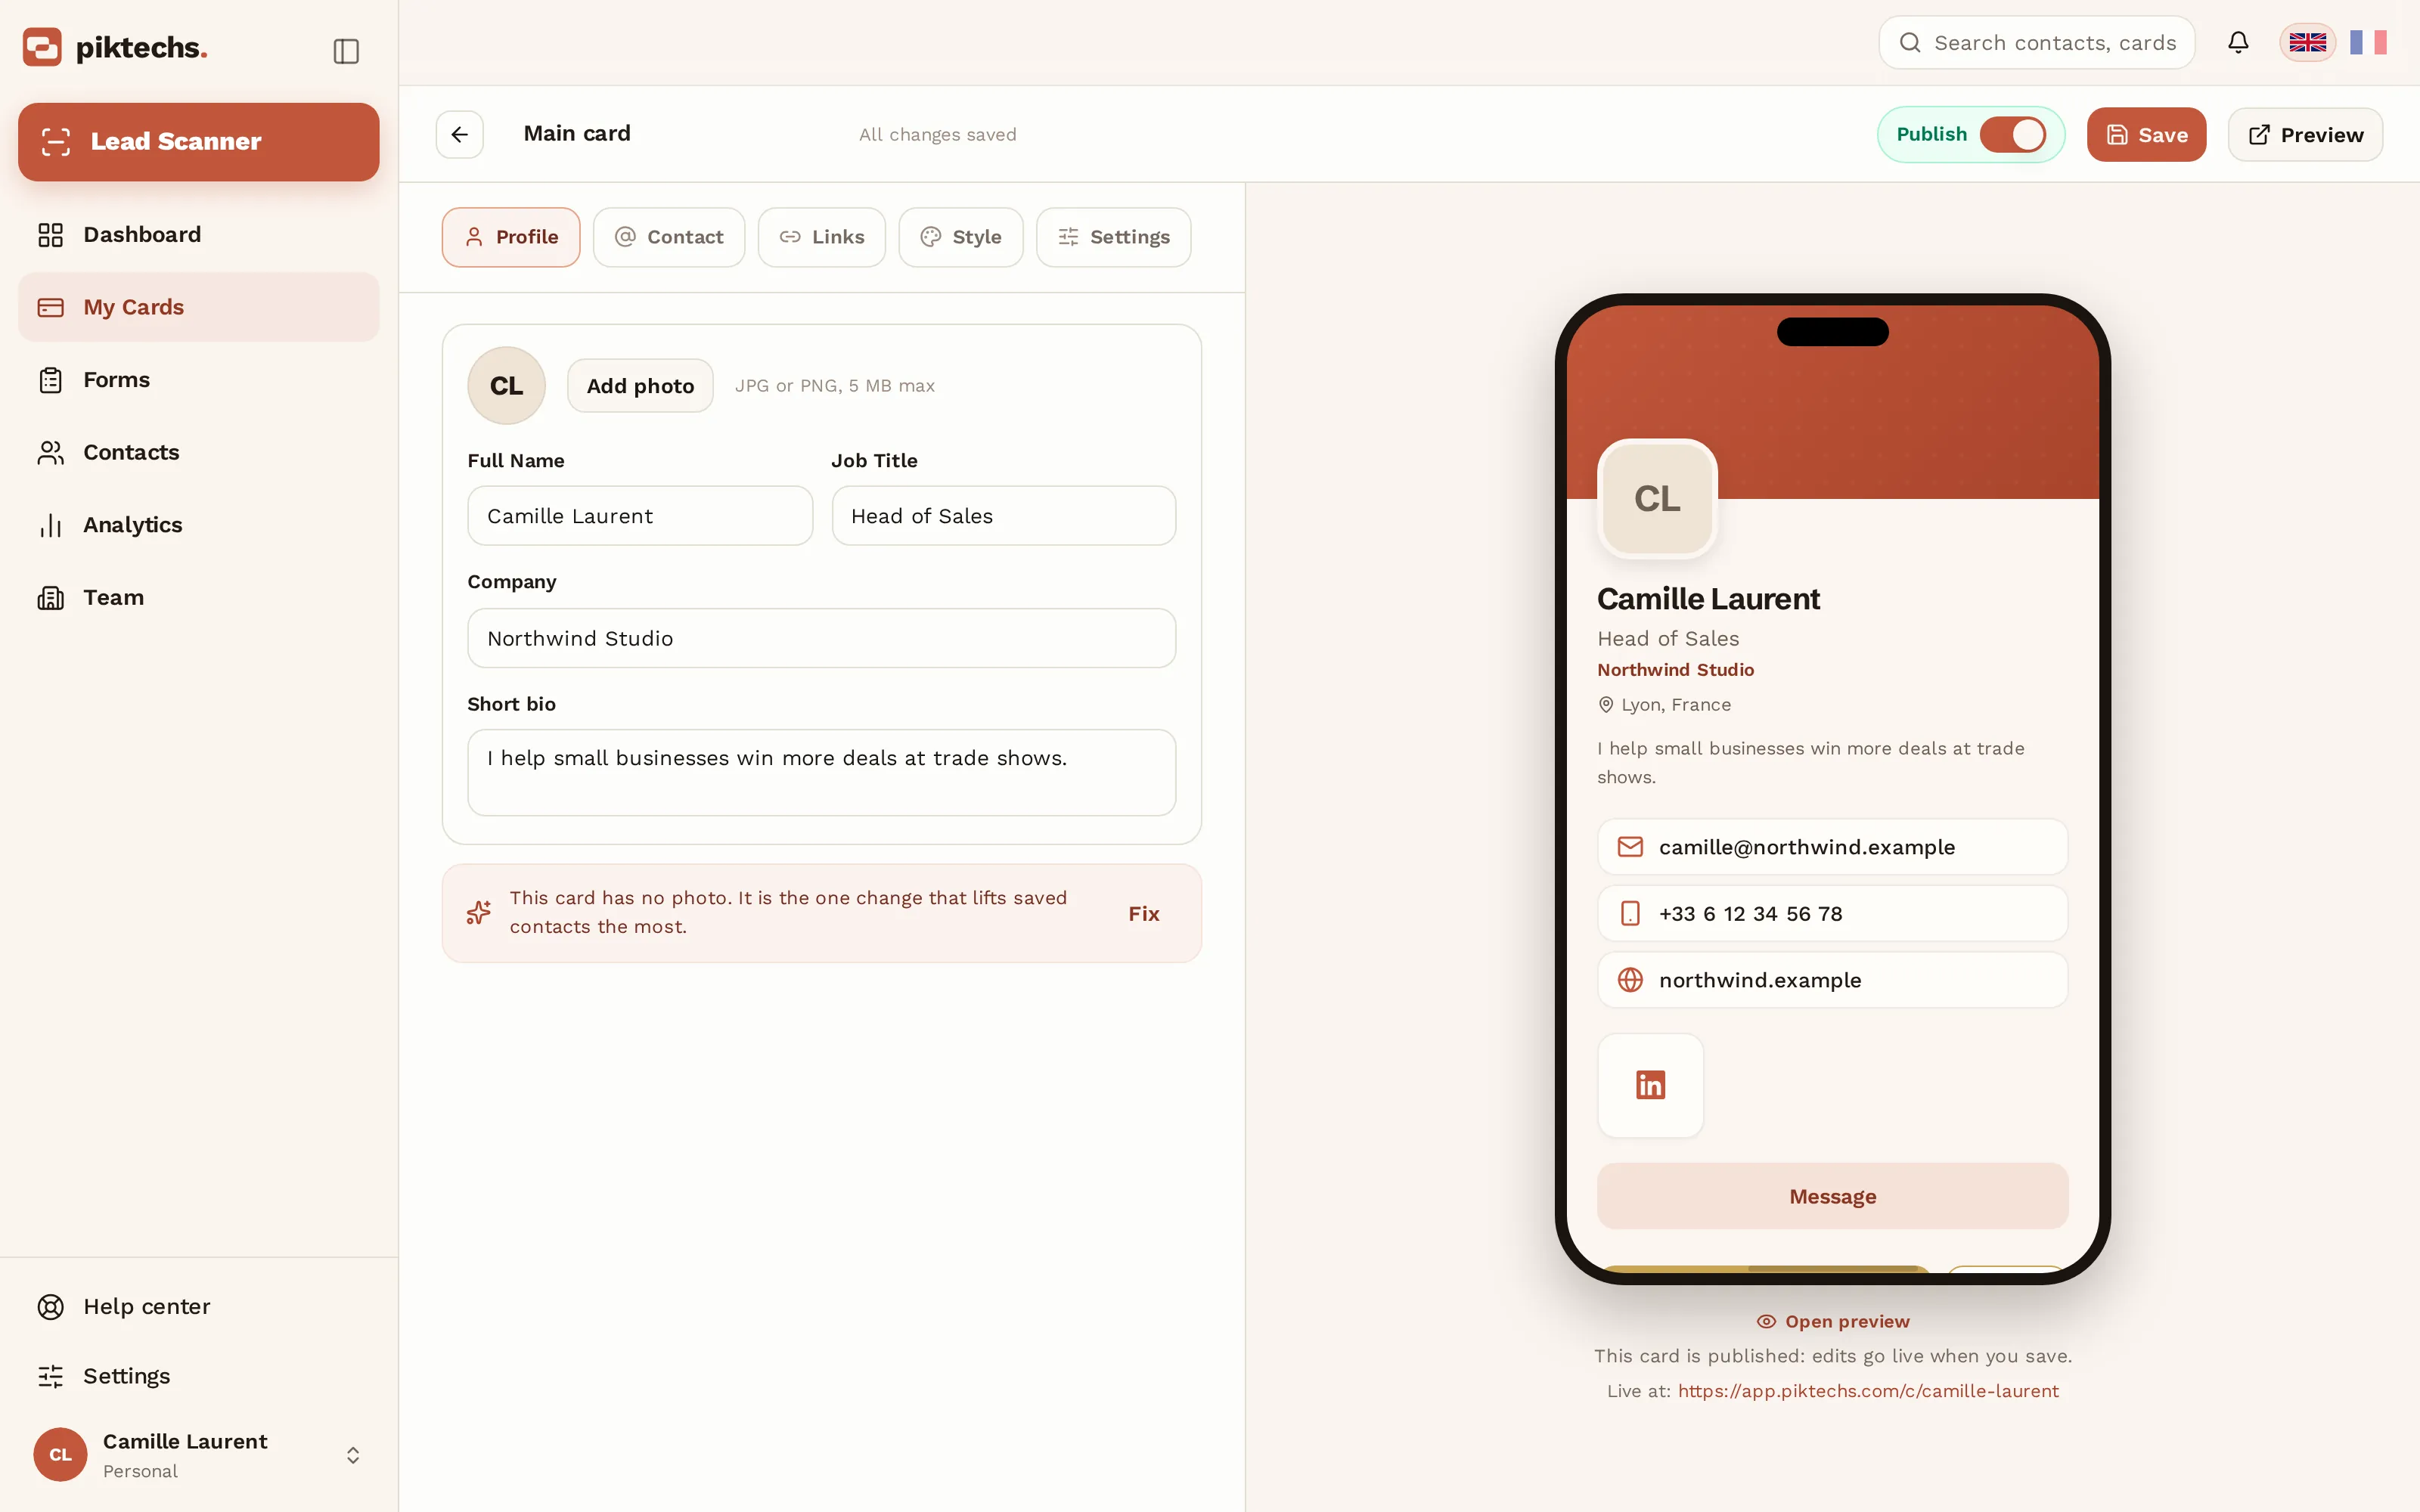 piktechs.
Search contacts, cards
Lead Scanner
Dashboard
My Cards
Forms
Contacts
Analytics
Team
Help center
Settings
CL
Camille Laurent
Personal
Main card
All changes saved
Publish
Save
Preview
Profile
Contact
Links
Style
Settings
CL
Add photo
JPG or PNG, 5 MB max
Full Name
Job Title
Camille Laurent
Head of Sales
Company
Northwind Studio
Short bio
I help small businesses win more deals at trade shows.
This card has no photo. It is the one change that lifts saved
contacts the most.
Fix
CL
Camille Laurent
Head of Sales
Northwind Studio
Lyon, France
I help small businesses win more deals at trade
shows.
camille@northwind.example
+33 6 12 34 56 78
northwind.example
in
Message
Open preview
This card is published: edits go live when you save.
Live at: https://app.piktechs.com/c/camille-laurent